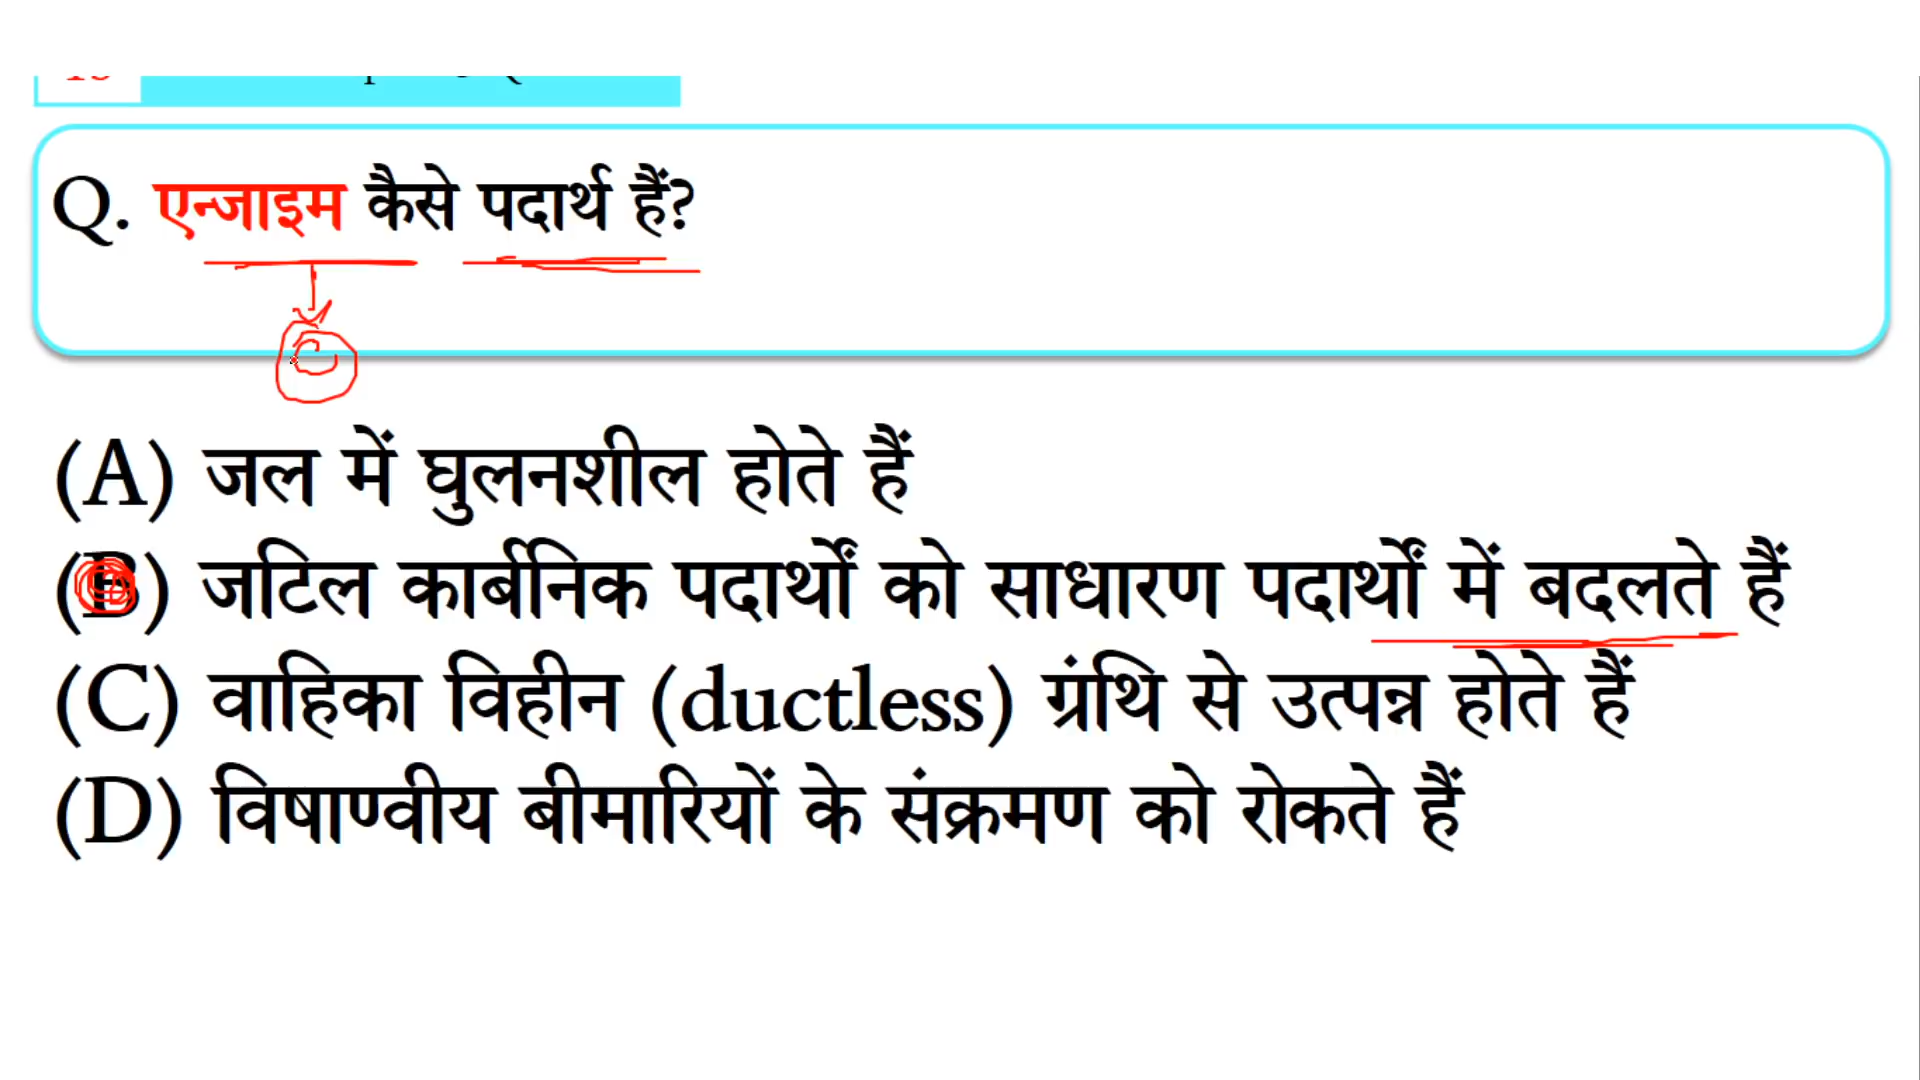 Q. एन्जाइम कैसे पदार्थ हैं?
(A) जल में घुलनशील होते हैं
(B) जटिल कार्बनिक पदार्थों को साधारण पदार्थों में बदलते हैं
(C) वाहिका विहीन (ductless) ग्रंथि से उत्पन्न होते हैं
(D) विषाण्वीय बीमारियों के संक्रमण को रोकते हैं